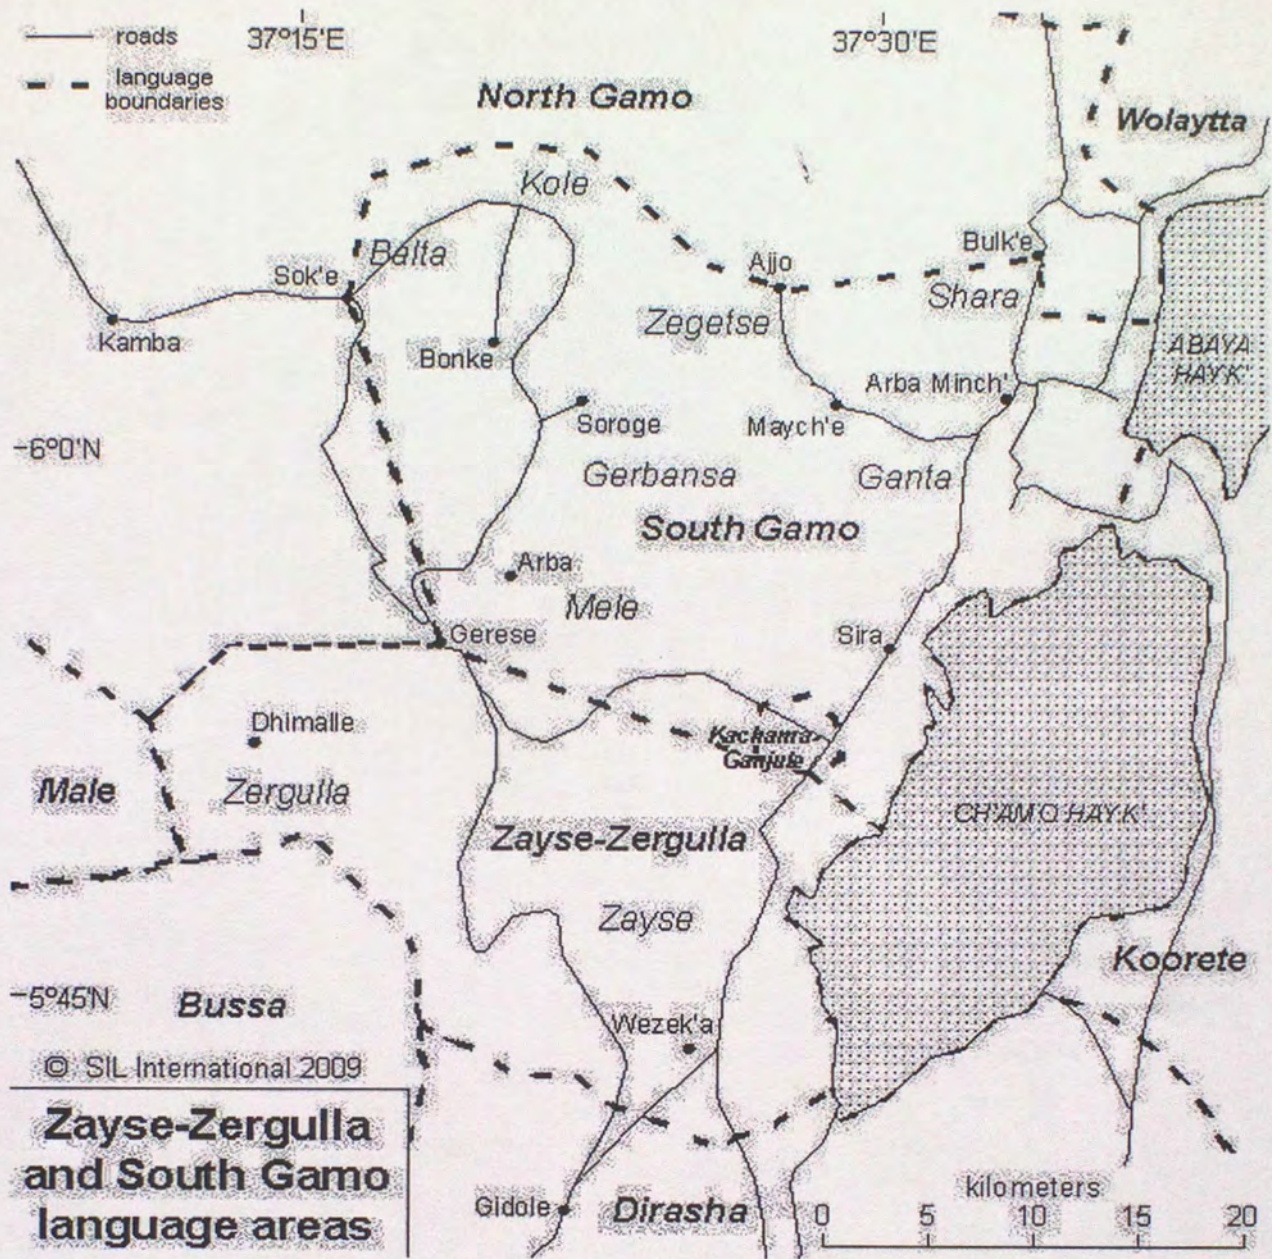 roads
37°15'E
37°30'E
language
boundaries
North Gamo
Wolaytta
Kole
Balta
Sok'e
Ajjo
Bulk'e
Shara
Zegetse
Kamba
Bonke
ABAYA
HAYK'
Arba Minch'
Soroge
Maych'e
6°0'N
Gerbansa
Ganta
South Gamo
Arba
Mele
Gerese
Sira
Dhimalle
Kachama-
Ganjule
Male
Zergulla
CH'AMO HAYK'
Zayse-Zergulla
Zayse
Koorete
5°45'N
Bussa
Wezek'a
© SIL International 2009
Zayse-Zergulla
and South Gamo
language areas
Gidole
Dirasha
kilometers
0 5 10 15 20